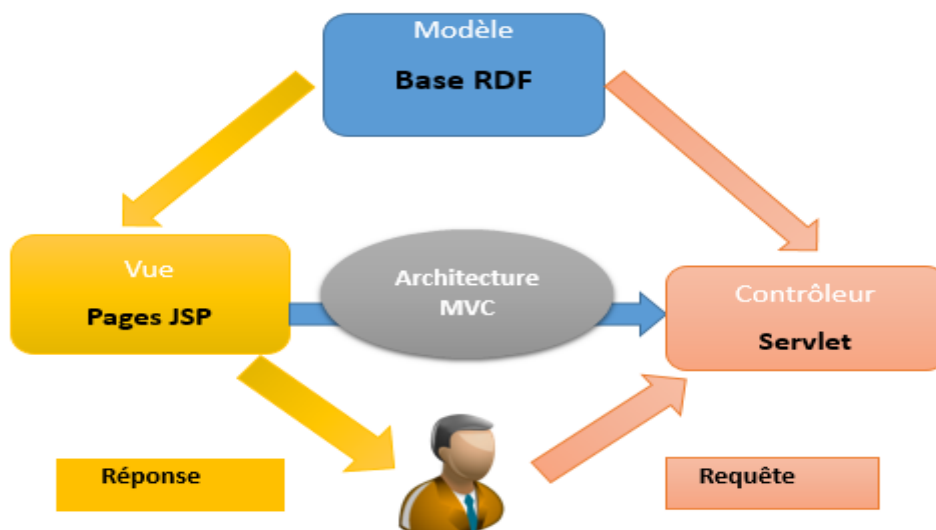 Modèle
Base RDF
Vue
Pages JSP
Architecture
MVC
Contrôleur
Servlet
Réponse
Requête